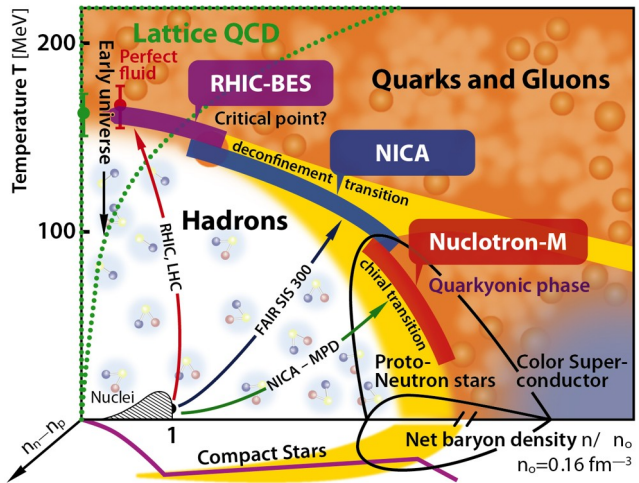 Temperature T [MeV]
200
100
Lattice QCD
Early universe
Perfect
fluid
RHIC-BES
Critical point?
Quarks and Gluons
NICA
deconfinement transition
Hadrons
Nuclotron-M
Quarkyonic phase
chiral transition
RHIC, LHC
FAIR SIS 300
NICA – MPD
Proto-
Neutron stars
Color Super-
conductor
Nuclei
1
nₙ–nₚ
Net baryon density n/ n₀
n₀=0.16 fm⁻³
Compact Stars